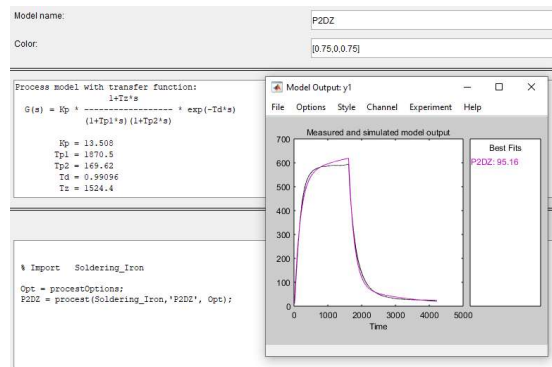 Model name:
P2DZ
Color:
[0.75,0,0.75]
Process model with transfer function:
1+Tz*s
G(s) = Kp * ------------------ * exp(-Td*s)
(1+Tp1*s)(1+Tp2*s)
Kp = 13.508
Tp1 = 1870.5
Tp2 = 169.62
Td = 0.99096
Tz = 1524.4
% Import Soldering_Iron
Opt = procestOptions;
P2DZ = procest(Soldering_Iron,'P2DZ', Opt);
Model Output: y1
File Options Style Channel Experiment Help
Measured and simulated model output
700
600
500
400
300
200
100
0
0 1000 2000 3000 4000 5000
Time
Best Fits
P2DZ: 95.16